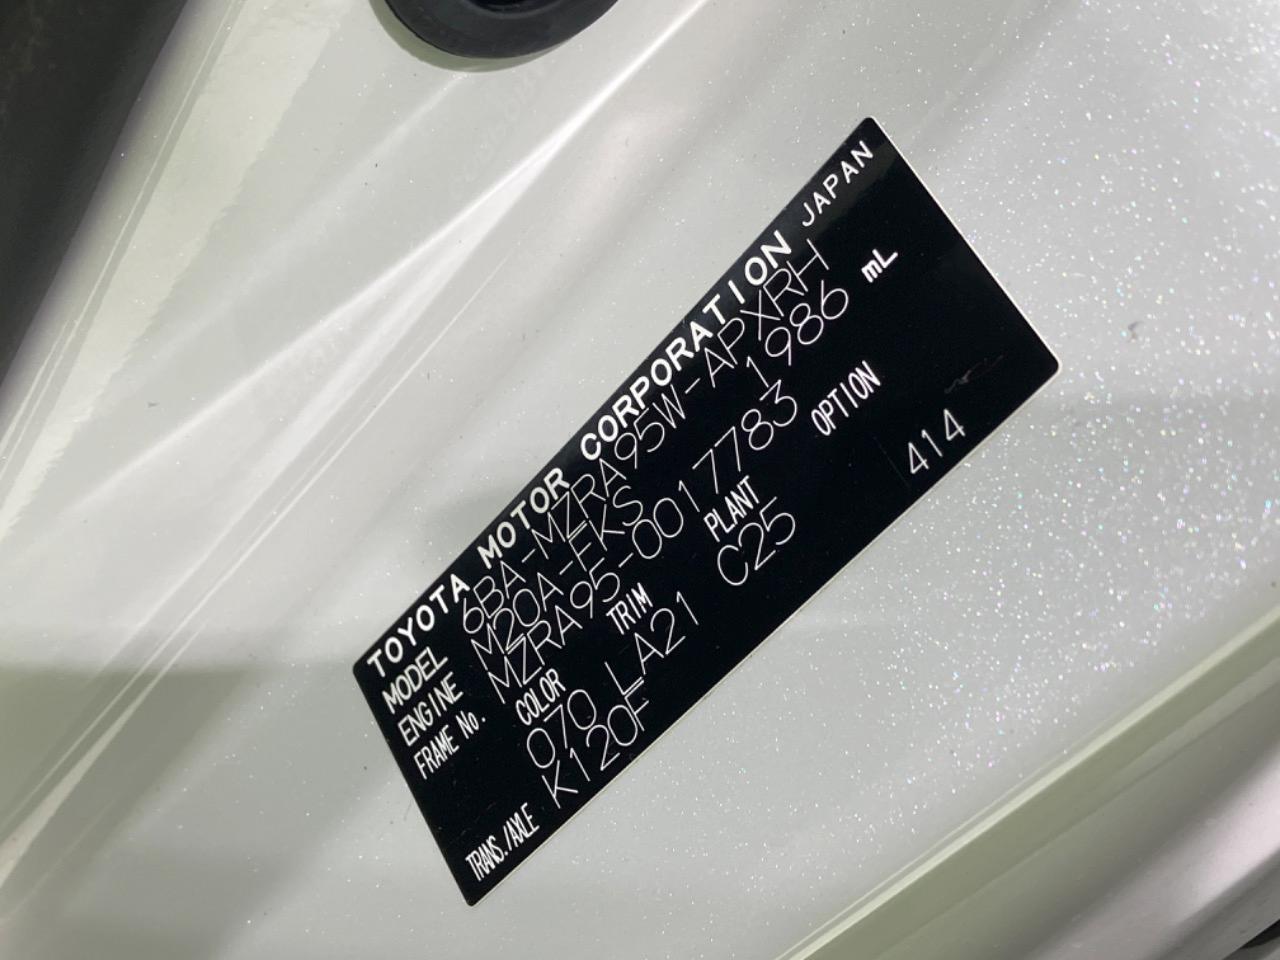 TOYOTA MOTOR CORPORATION JAPAN
MODEL 6BA-MZRA95W-APXRH
ENGINE M20A-FKS 1986 mL
FRAME No. MZRA95-0017783
COLOR TRIM PLANT OPTION
070 LA21 C25 414
TRANS./AXLE K120F